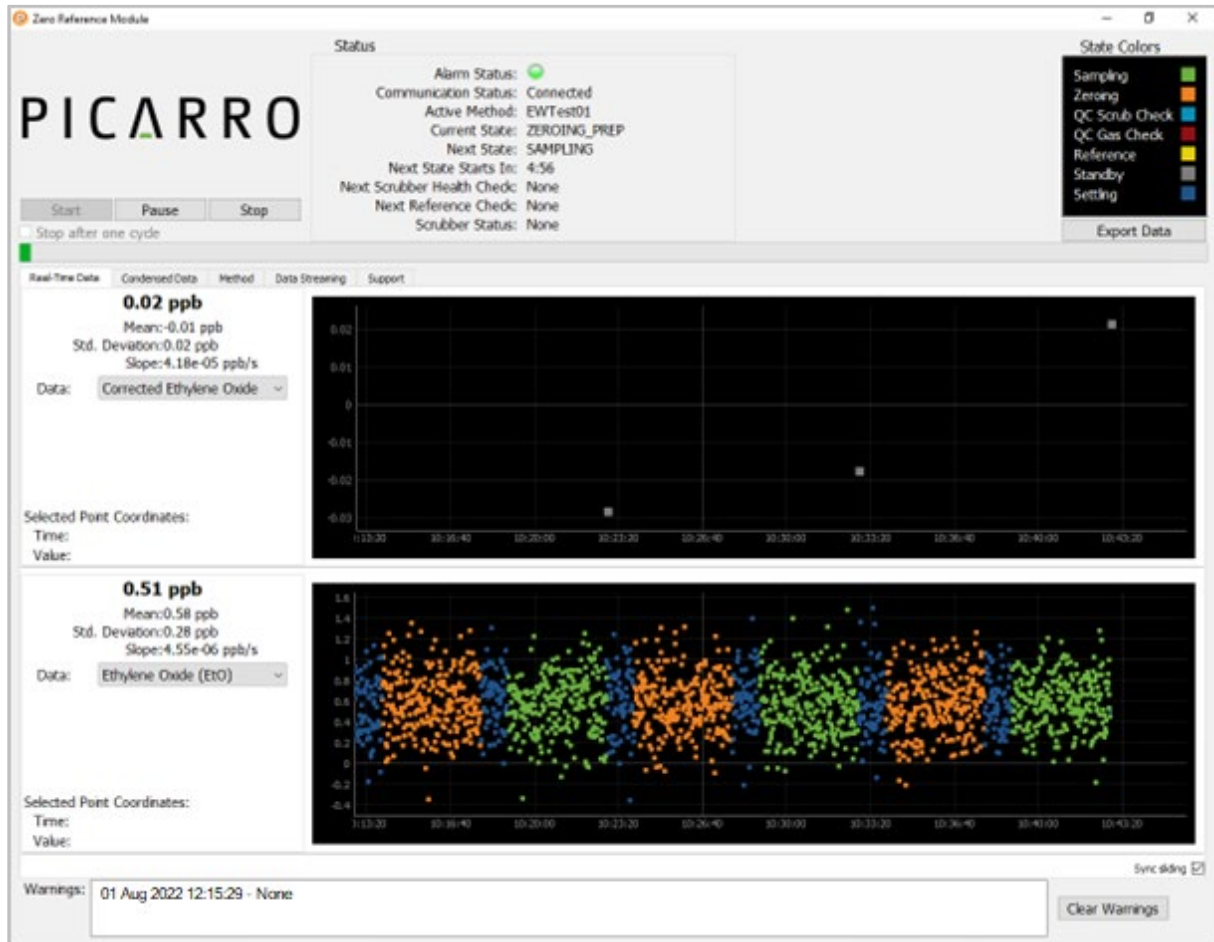 Zero Reference Module
PICARRO
Start Pause Stop
Stop after one cycle
Status
Alarm Status:
Communication Status: Connected
Active Method: EWTest01
Current State: ZEROING_PREP
Next State: SAMPLING
Next State Starts In: 4:56
Next Scrubber Health Check: None
Next Reference Check: None
Scrubber Status: None
State Colors
Sampling
Zeroing
QC Scrub Check
QC Gas Check
Reference
Standby
Setting
Export Data
Real-Time Data Condensed Data Method Data Streaming Support
0.02 ppb
Mean:-0.01 ppb
Std. Deviation:0.02 ppb
Slope:4.18e-05 ppb/s
Data: Corrected Ethylene Oxide
Selected Point Coordinates:
Time:
Value:
0.02
0.01
0
-0.01
-0.02
-0.03
10:16:40 10:20:00 10:23:20 10:26:40 10:30:00 10:33:20 10:36:40 10:40:00 10:43:20
0.51 ppb
Mean:0.58 ppb
Std. Deviation:0.28 ppb
Slope:4.55e-06 ppb/s
Data: Ethylene Oxide (EtO)
Selected Point Coordinates:
Time:
Value:
1.6
1.4
1.2
1
0.8
0.6
0.4
0.2
0
-0.2
-0.4
10:16:40 10:20:00 10:23:20 10:26:40 10:30:00 10:33:20 10:36:40 10:40:00 10:43:20
Sync sliding
Warnings: 01 Aug 2022 12:15:29 - None
Clear Warnings